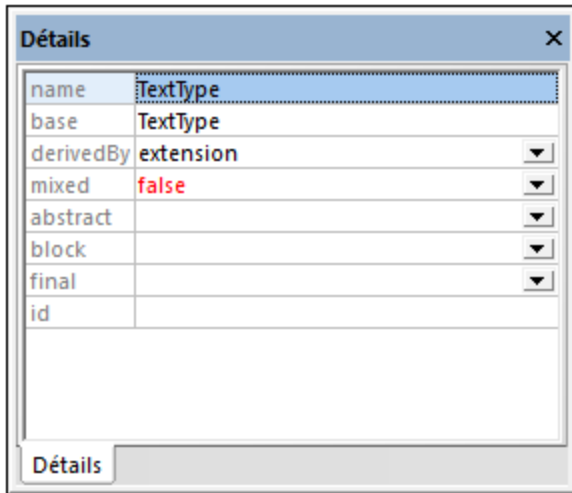 Détails
name TextType
base TextType
derivedBy extension
mixed false
abstract
block
final
id
Détails